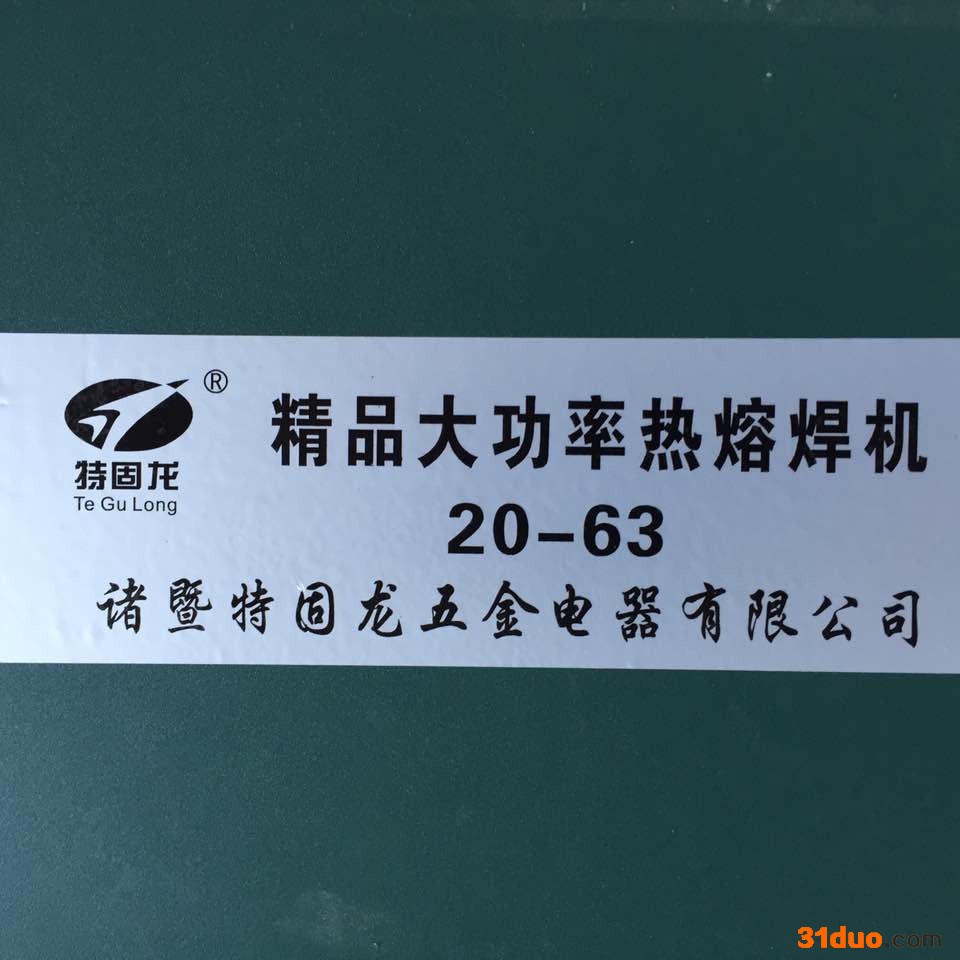 ®
精品大功率热熔焊机
特固龙
Te Gu Long
20-63
诸暨特固龙五金电器有限公司
31duo.com